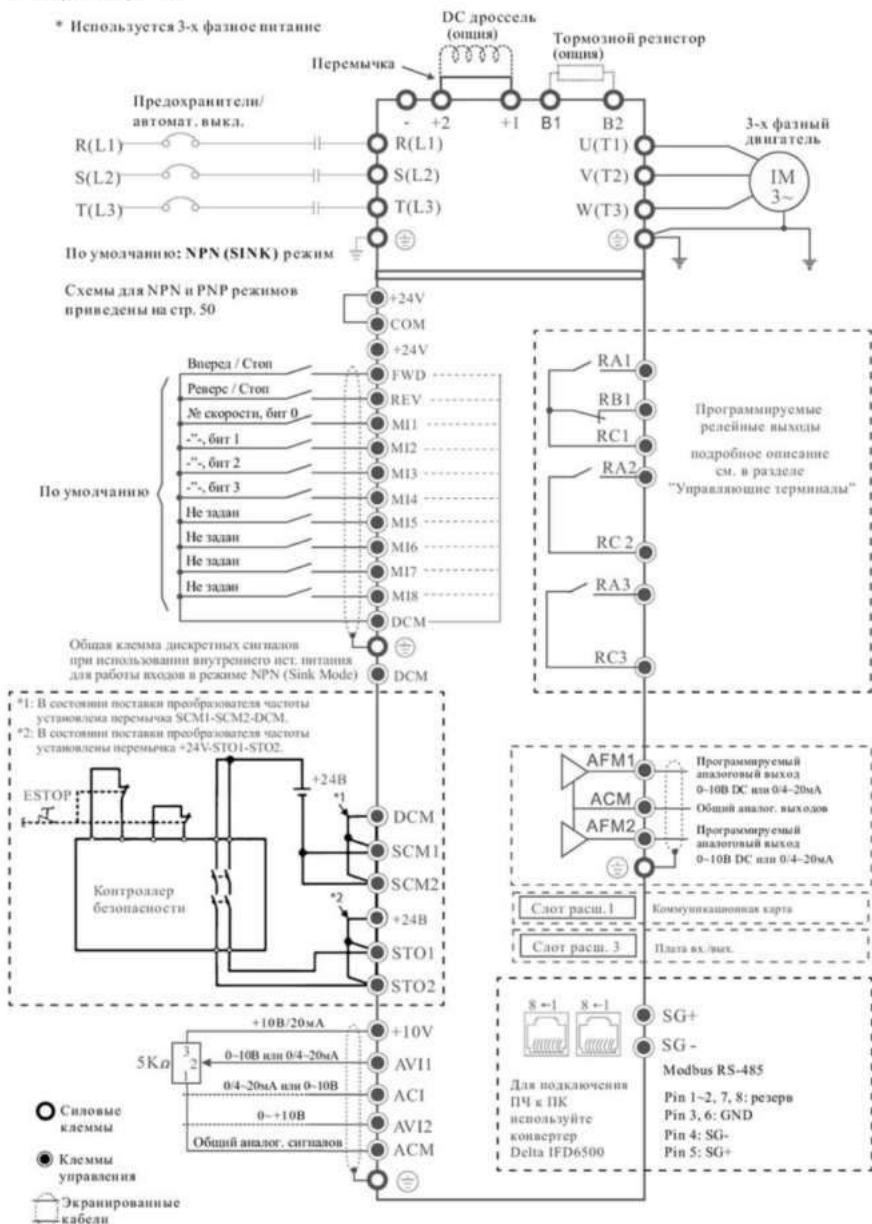 * Используется 3-х фазное питание
DC дроссель
(опция)
Тормозной резистор
(опция)
Перемычка
Предохранители/
автомат. выкл.
- +2 +1 B1 B2
3-х фазный
двигатель
R(L1) R(L1) U(T1)
S(L2) S(L2) V(T2)
IM
3~
T(L3) T(L3) W(T3)
По умолчанию: NPN (SINK) режим
Схемы для NPN и PNP режимов
приведены на стр. 50
+24V
COM
+24V
Вперед / Стоп FWD
Реверс / Стоп REV
№ скорости, бит 0 MI1
-"-, бит 1 MI2
-"-, бит 2 MI3
-"-, бит 3 MI4
По умолчанию
Не задан MI5
Не задан MI6
Не задан MI7
Не задан MI8
DCM
Общая клемма дискретных сигналов
при использовании внутреннего ист. питания
для работы входов в режиме NPN (Sink Mode)
DCM
RA1
RB1
RC1
RA2
RC2
RA3
RC3
Программируемые
релейные выходы
подробное описание
см. в разделе
"Управляющие терминалы"
*1: В состоянии поставки преобразователя частоты
установлена перемычка SCM1-SCM2-DCM.
*2: В состоянии поставки преобразователя частоты
установлены перемычка +24V-STO1-STO2.
ESTOP
+24В
*1
DCM
SCM1
SCM2
Контроллер
безопасности
*2
+24В
STO1
STO2
AFM1
Программируемый
аналоговый выход
0~10В DC или 0/4~20мА
ACM
Общий аналог. выходов
AFM2
Программируемый
аналоговый выход
0~10В DC или 0/4~20мА
Слот расш. 1 Коммуникационная карта
Слот расш. 3 Плата вх./вых.
+10В/20мА +10V
5KΩ
3
2
1
0~10В или 0/4~20мА AVI1
0/4~20мА или 0~10В ACI
0~+10В AVI2
Общий аналог. сигналов ACM
Силовые
клеммы
Клеммы
управления
Экранированные
кабели
8 ←1 8 ←1
SG+
SG -
Modbus RS-485
Для подключения
ПЧ к ПК
используйте
конвертер
Delta IFD6500
Pin 1~2, 7, 8: резерв
Pin 3, 6: GND
Pin 4: SG-
Pin 5: SG+